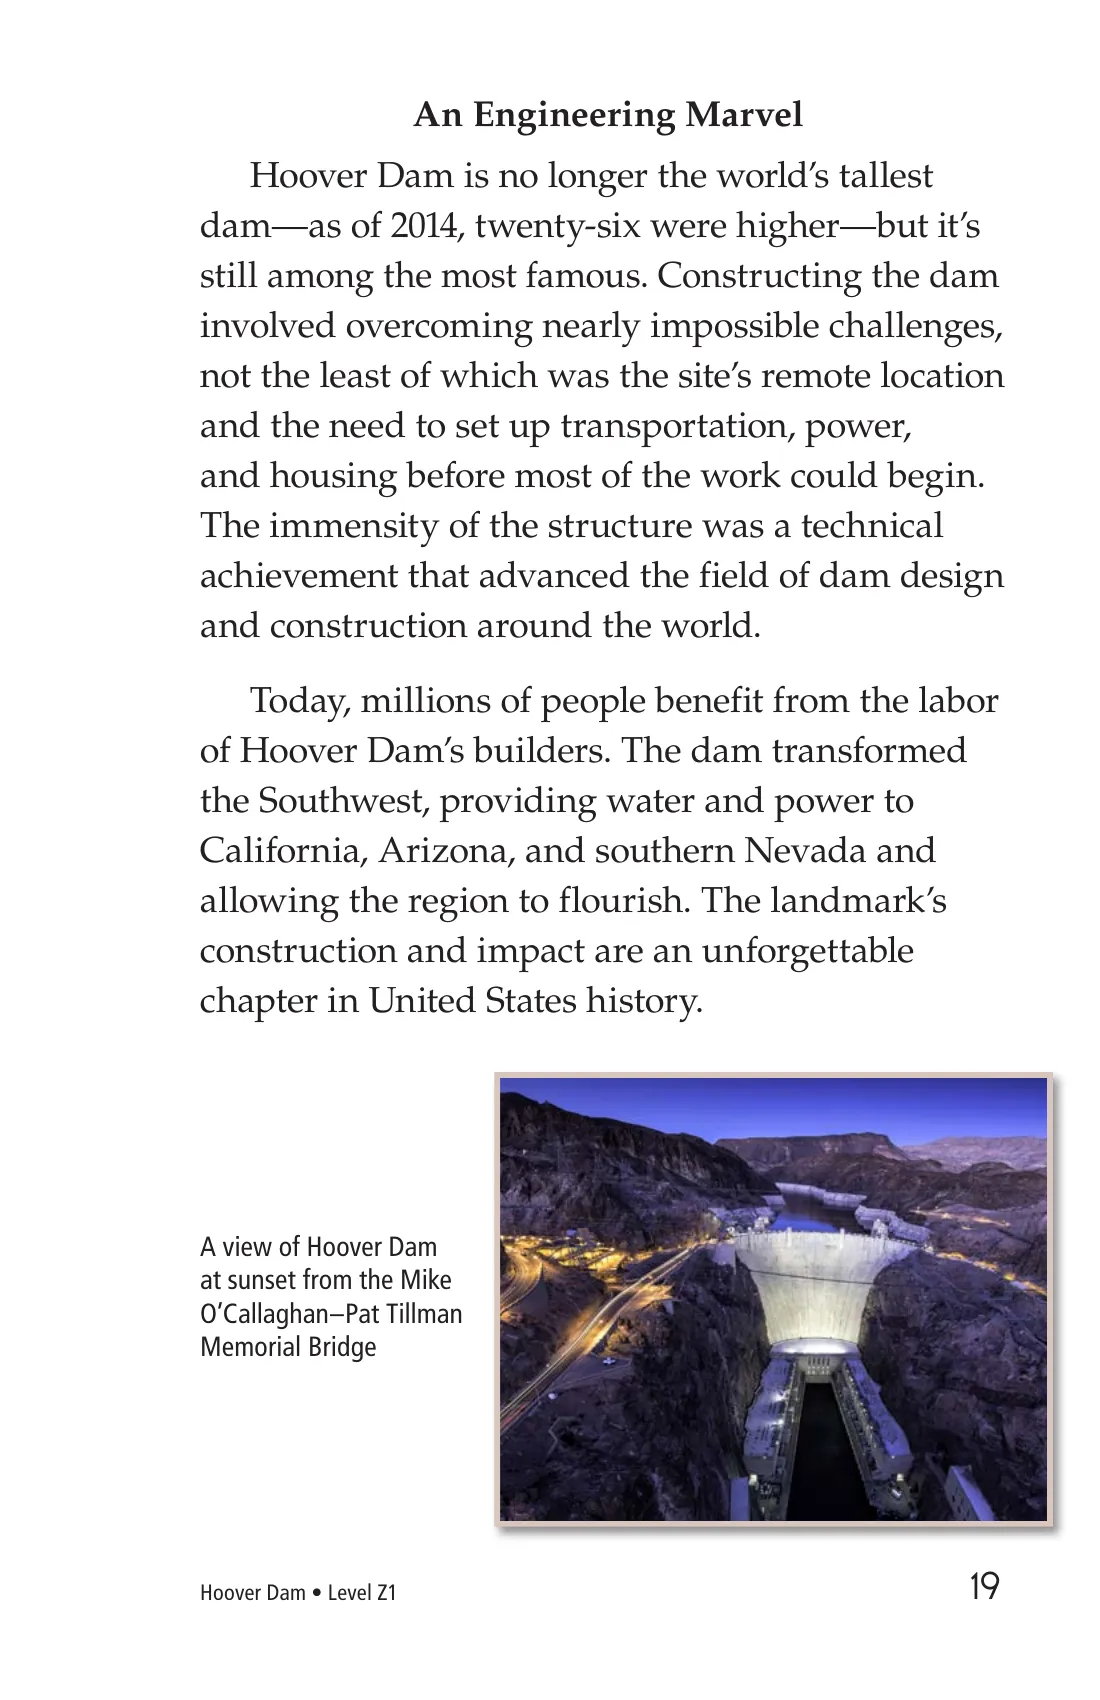 An Engineering Marvel
Hoover Dam is no longer the world’s tallest
dam—as of 2014, twenty-six were higher—but it’s
still among the most famous. Constructing the dam
involved overcoming nearly impossible challenges,
not the least of which was the site’s remote location
and the need to set up transportation, power,
and housing before most of the work could begin.
The immensity of the structure was a technical
achievement that advanced the field of dam design
and construction around the world.
Today, millions of people benefit from the labor
of Hoover Dam’s builders. The dam transformed
the Southwest, providing water and power to
California, Arizona, and southern Nevada and
allowing the region to flourish. The landmark’s
construction and impact are an unforgettable
chapter in United States history.
A view of Hoover Dam
at sunset from the Mike
O’Callaghan–Pat Tillman
Memorial Bridge
Hoover Dam • Level Z1
19